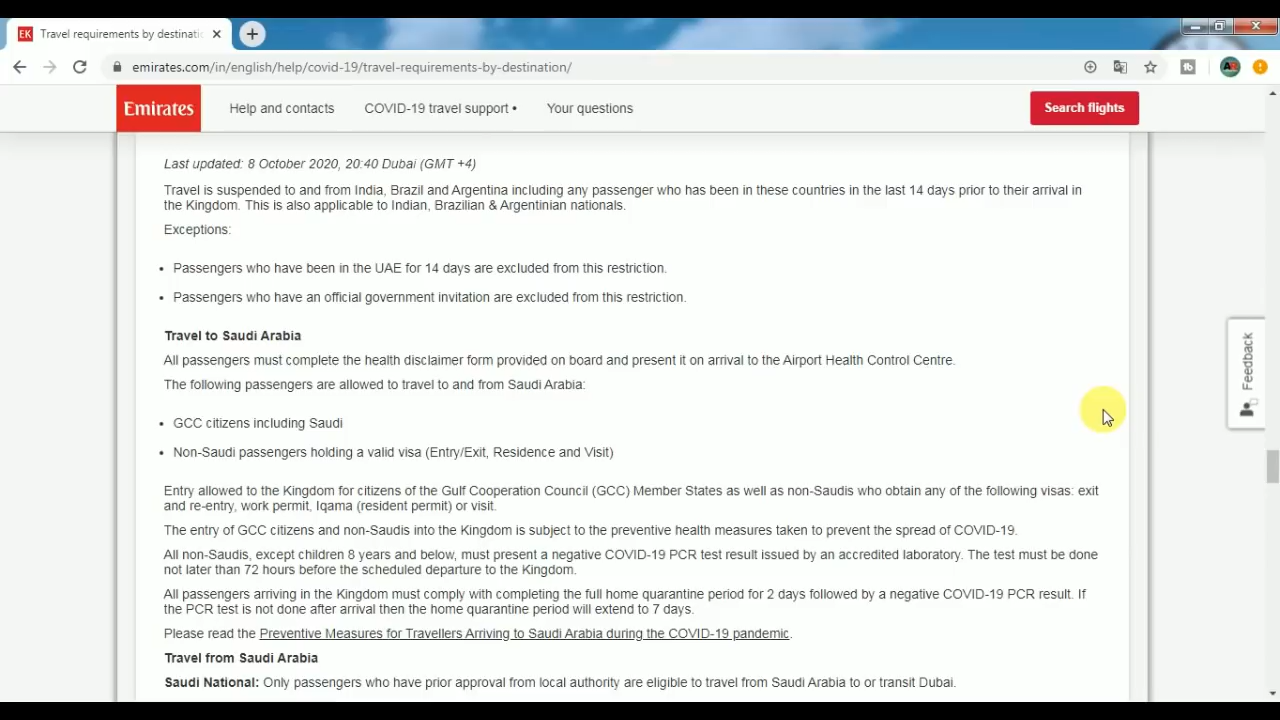 EK Travel requirements by destinati
emirates.com/in/english/help/covid-19/travel-requirements-by-destination/
Emirates Help and contacts COVID-19 travel support • Your questions Search flights
Last updated: 8 October 2020, 20:40 Dubai (GMT +4)
Travel is suspended to and from India, Brazil and Argentina including any passenger who has been in these countries in the last 14 days prior to their arrival in
the Kingdom. This is also applicable to Indian, Brazilian & Argentinian nationals.
Exceptions:
• Passengers who have been in the UAE for 14 days are excluded from this restriction.
• Passengers who have an official government invitation are excluded from this restriction.
Travel to Saudi Arabia
All passengers must complete the health disclaimer form provided on board and present it on arrival to the Airport Health Control Centre.
The following passengers are allowed to travel to and from Saudi Arabia:
• GCC citizens including Saudi
• Non-Saudi passengers holding a valid visa (Entry/Exit, Residence and Visit)
Entry allowed to the Kingdom for citizens of the Gulf Cooperation Council (GCC) Member States as well as non-Saudis who obtain any of the following visas: exit
and re-entry, work permit, Iqama (resident permit) or visit.
The entry of GCC citizens and non-Saudis into the Kingdom is subject to the preventive health measures taken to prevent the spread of COVID-19.
All non-Saudis, except children 8 years and below, must present a negative COVID-19 PCR test result issued by an accredited laboratory. The test must be done
not later than 72 hours before the scheduled departure to the Kingdom.
All passengers arriving in the Kingdom must comply with completing the full home quarantine period for 2 days followed by a negative COVID-19 PCR result. If
the PCR test is not done after arrival then the home quarantine period will extend to 7 days.
Please read the Preventive Measures for Travellers Arriving to Saudi Arabia during the COVID-19 pandemic.
Travel from Saudi Arabia
Saudi National: Only passengers who have prior approval from local authority are eligible to travel from Saudi Arabia to or transit Dubai.
Feedback